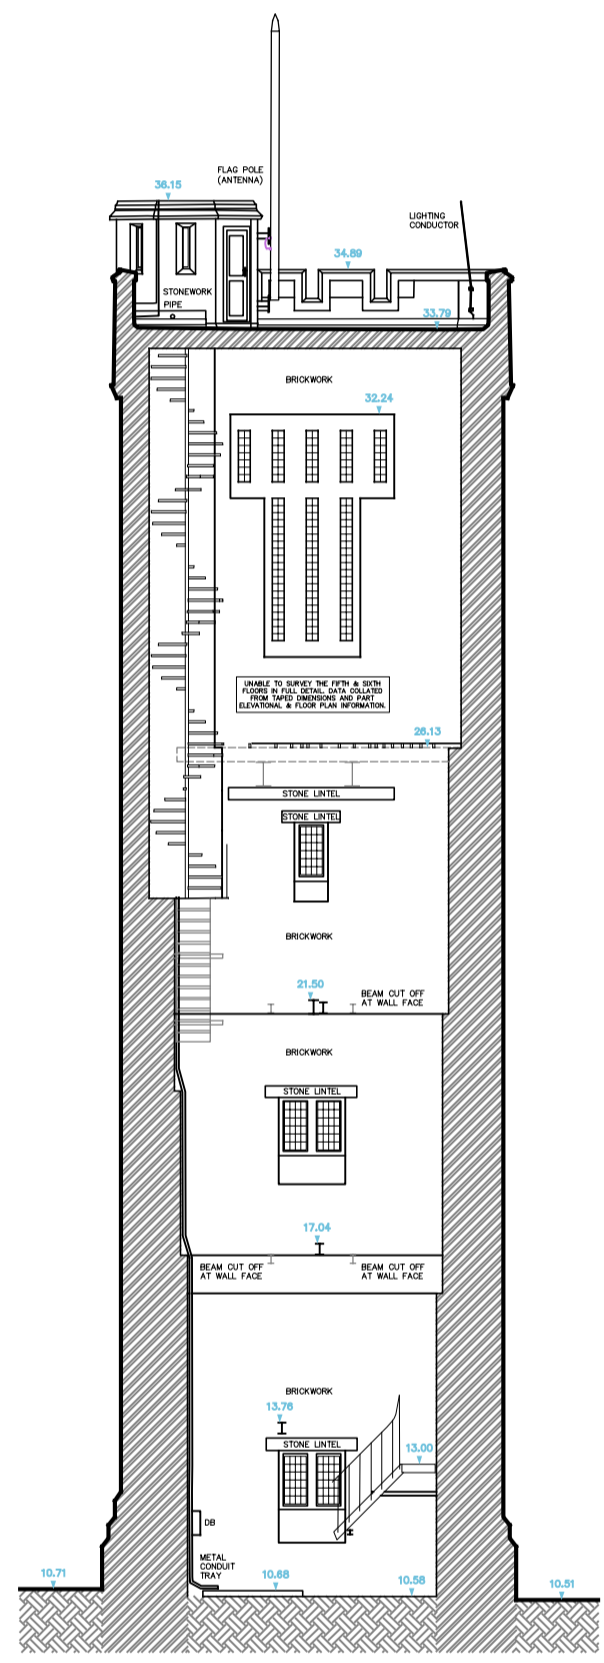 FLAG POLE
(ANTENNA)
36.15
LIGHTING
CONDUCTOR
34.89
STONEWORK
PIPE
33.79
BRICKWORK
32.24
UNABLE TO SURVEY THE FIFTH & SIXTH
FLOORS IN FULL DETAIL. DATA COLLATED
FROM TAPED DIMENSIONS AND PART
ELEVATIONAL & FLOOR PLAN INFORMATION.
26.13
STONE LINTEL
STONE LINTEL
BRICKWORK
21.50
BEAM CUT OFF
AT WALL FACE
BRICKWORK
STONE LINTEL
17.04
BEAM CUT OFF
AT WALL FACE
BEAM CUT OFF
AT WALL FACE
BRICKWORK
13.76
STONE LINTEL
13.00
DB
METAL
CONDUIT
TRAY
10.71
10.68
10.58
10.51